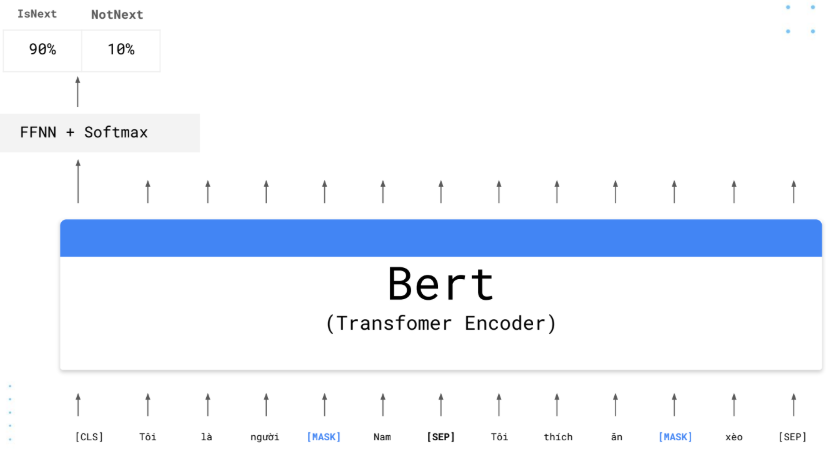 IsNext NotNext
90% 10%
FFNN + Softmax
Bert
(Transfomer Encoder)
[CLS] Tôi là người [MASK] Nam [SEP] Tôi thích ăn [MASK] xèo [SEP]